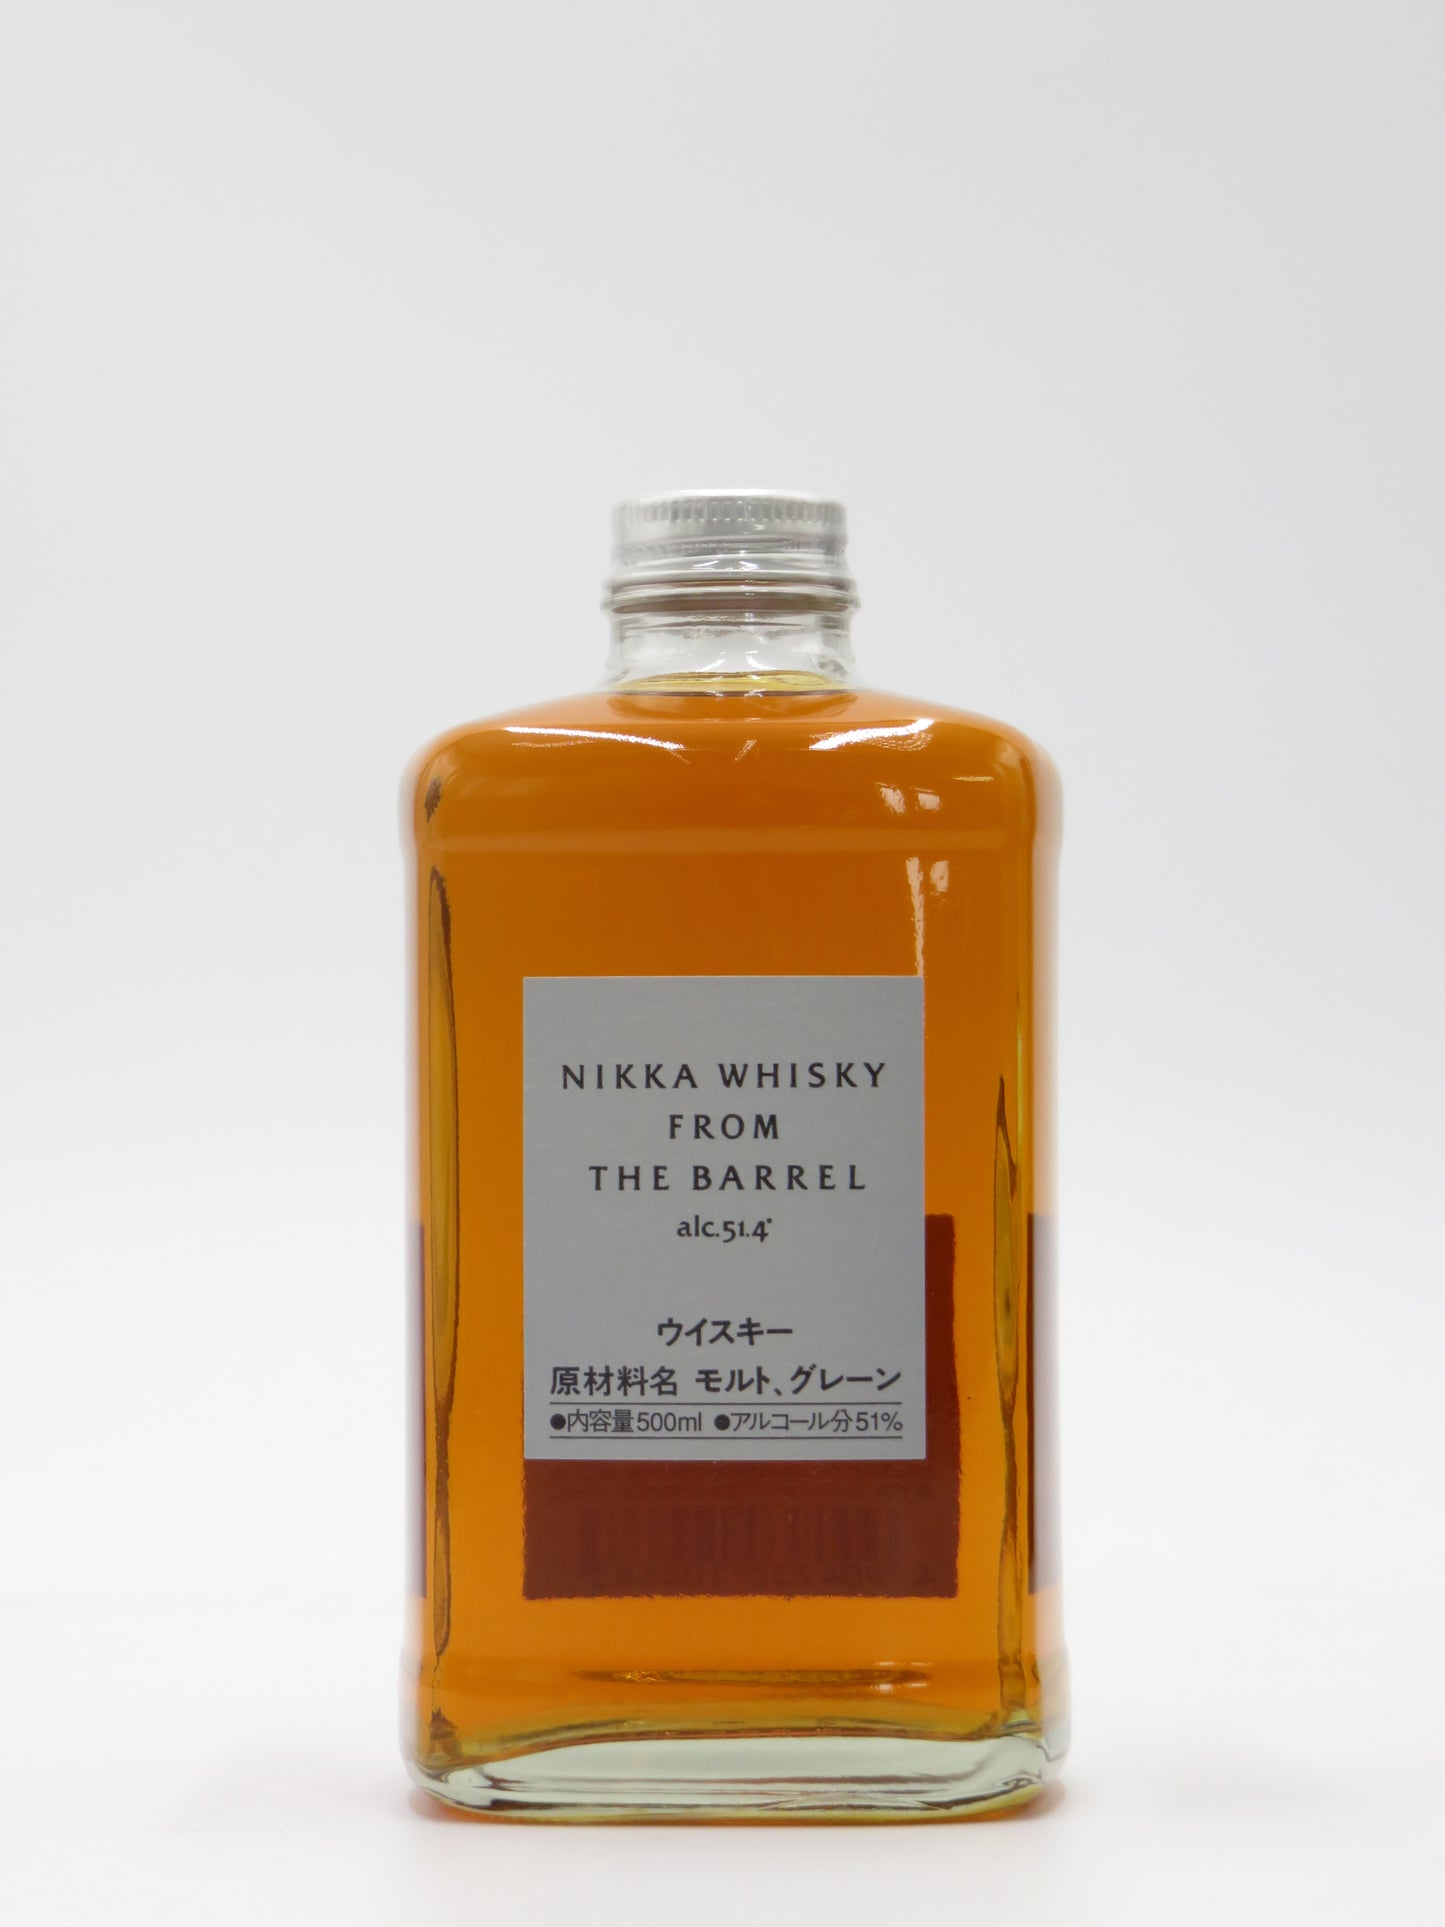 NIKKA WHISKY
FROM
THE BARREL
alc.51.4°
ウイスキー
原材料名 モルト、グレーン
●内容量500ml ●アルコール分51%